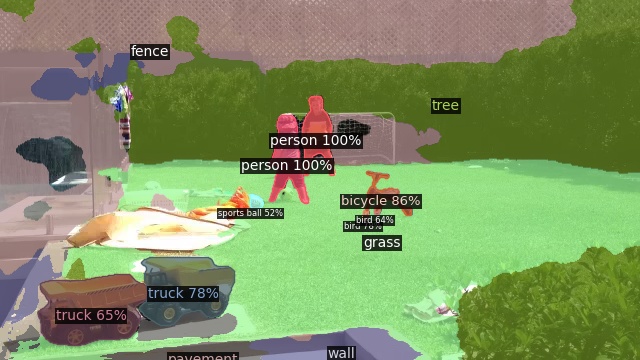 fence
tree
person 100%
person 100%
bicycle 86%
sports ball 52%
bird 64%
bird 78%
grass
truck 78%
truck 65%
wall
pavement